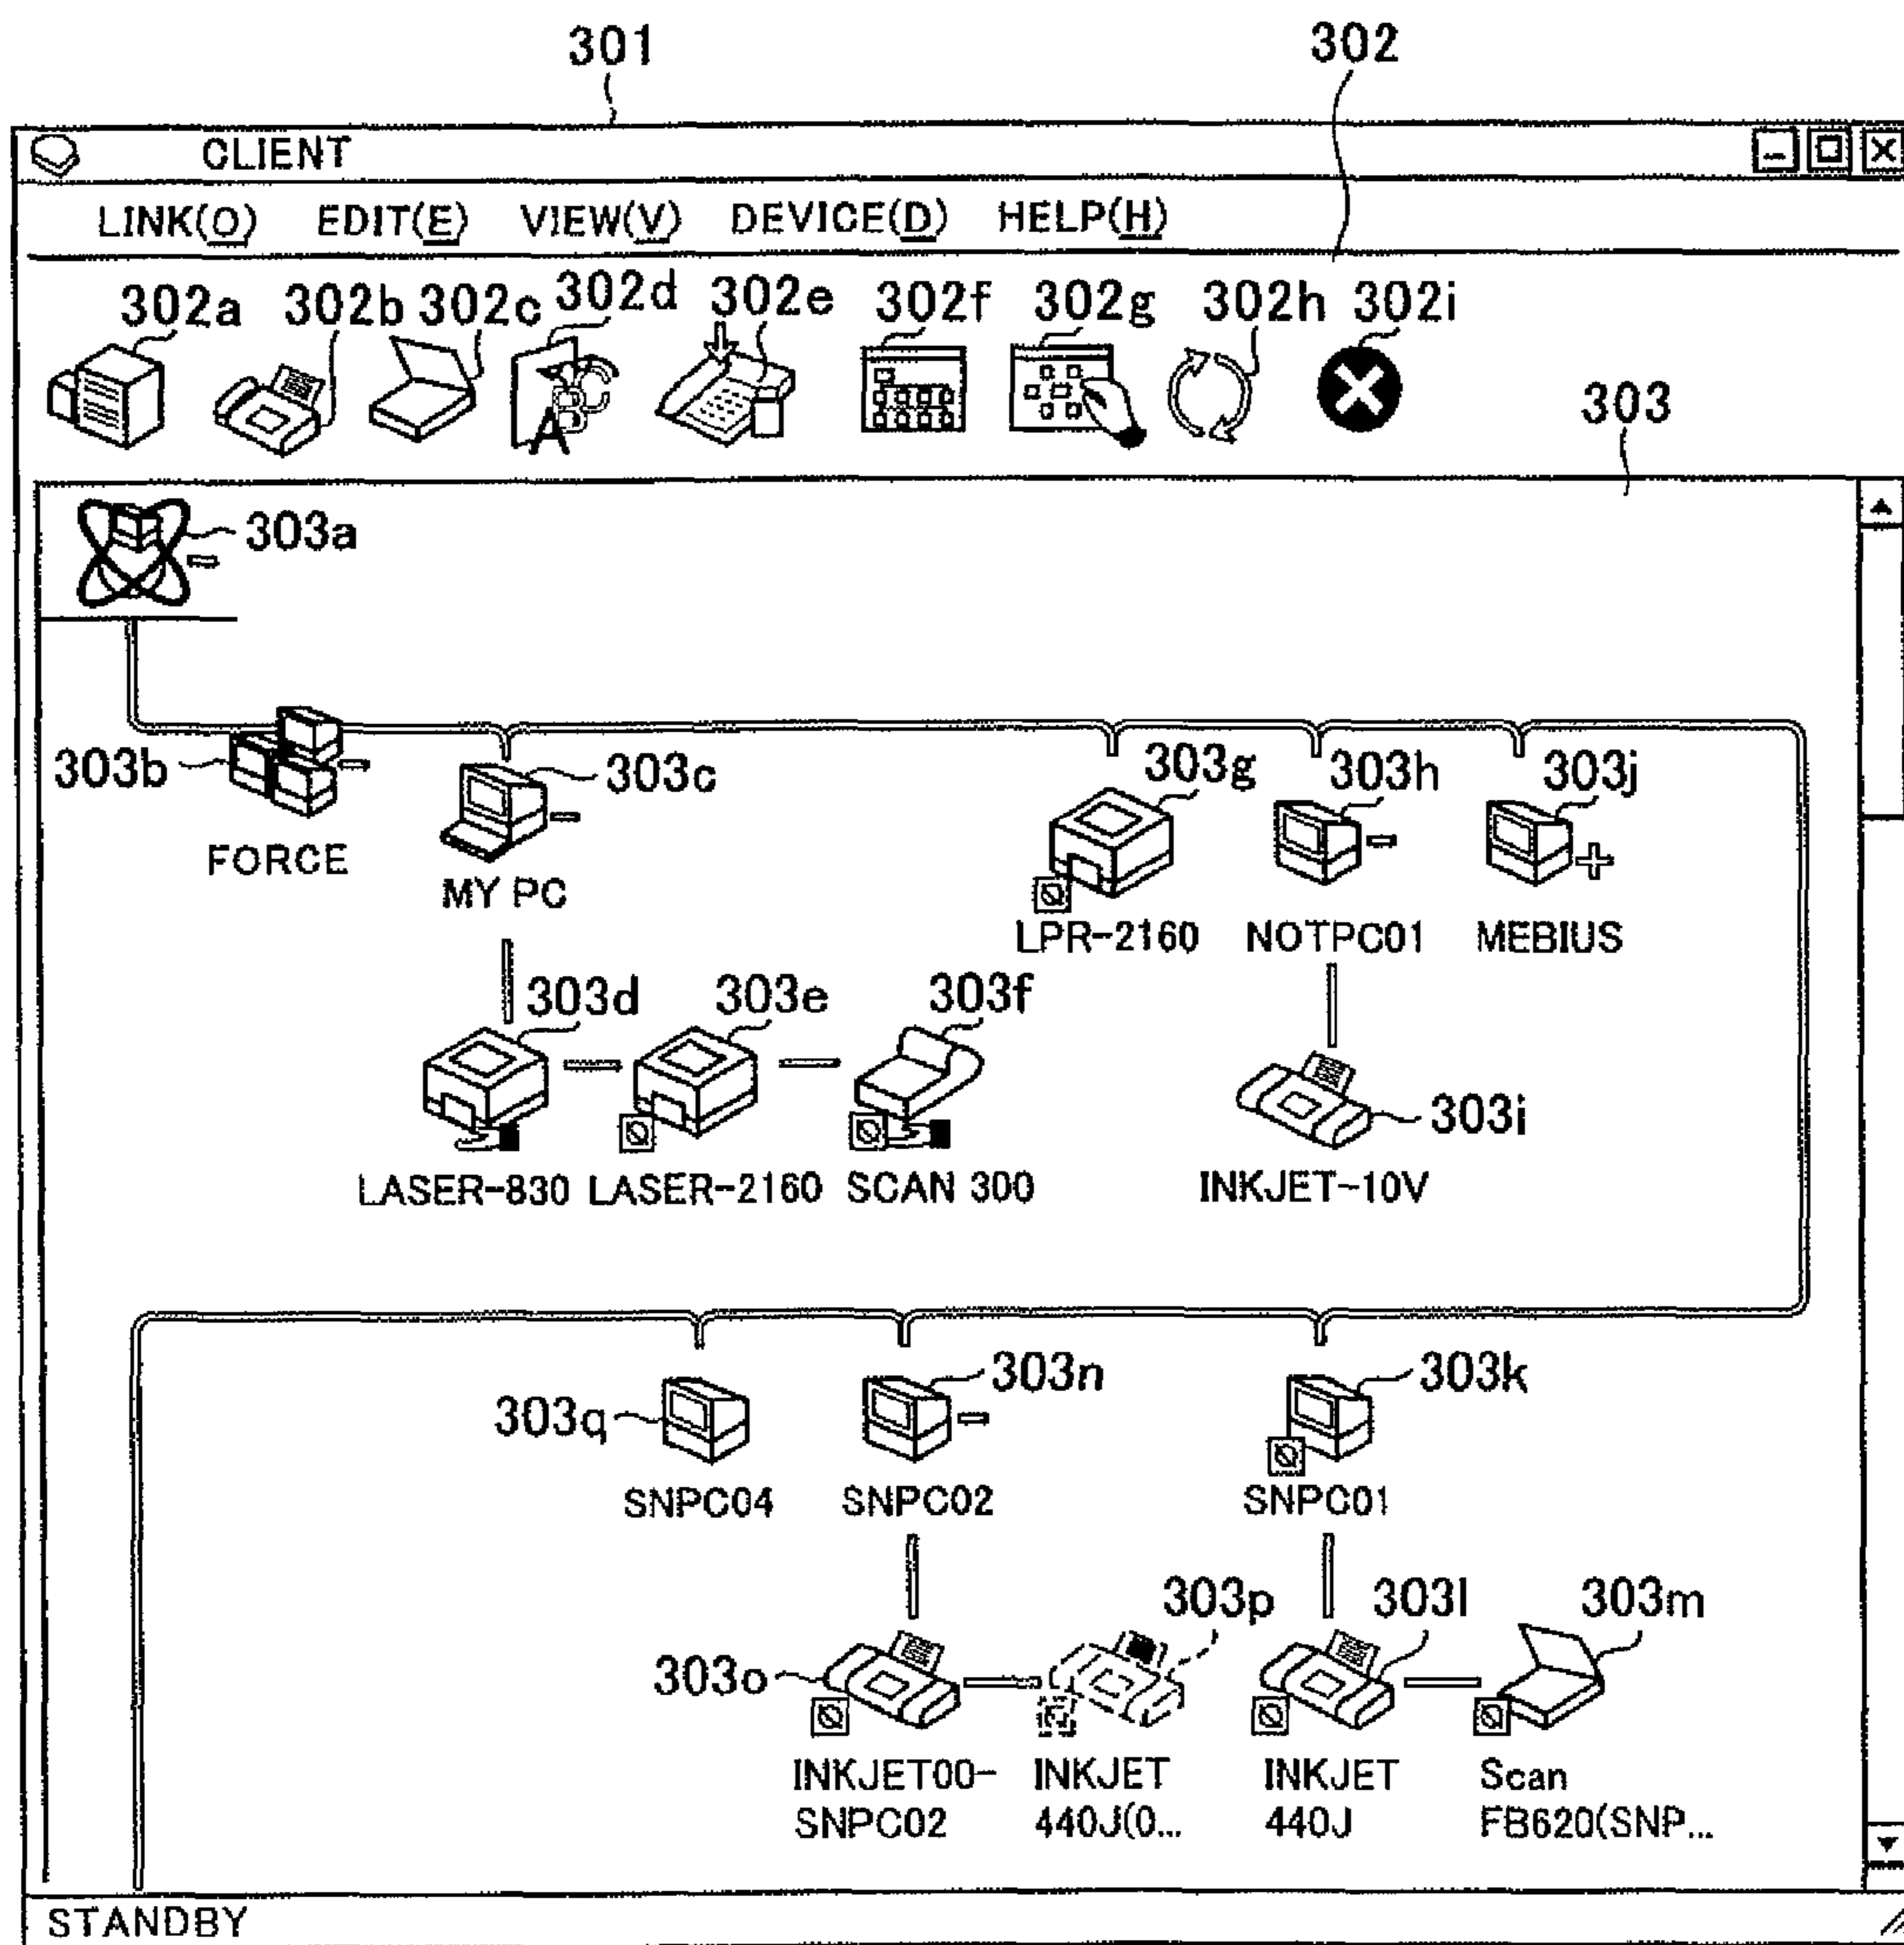 301
302
CLIENT
LINK(O) EDIT(E) VIEW(V) DEVICE(D) HELP(H)
302a 302b 302c 302d 302e 302f 302g 302h 302i
A B C
303
303a
303b 303c 303g 303h 303j
FORCE
MY PC
LPR-2160 NOTPC01 MEBIUS
303d 303e 303f
303i
LASER-830 LASER-2160 SCAN 300 INKJET-10V
303q 303n 303k
SNPC04 SNPC02 SNPC01
303o 303p 303l 303m
INKJET00- INKJET INKJET Scan
SNPC02 440J(0... 440J FB620(SNP...
STANDBY